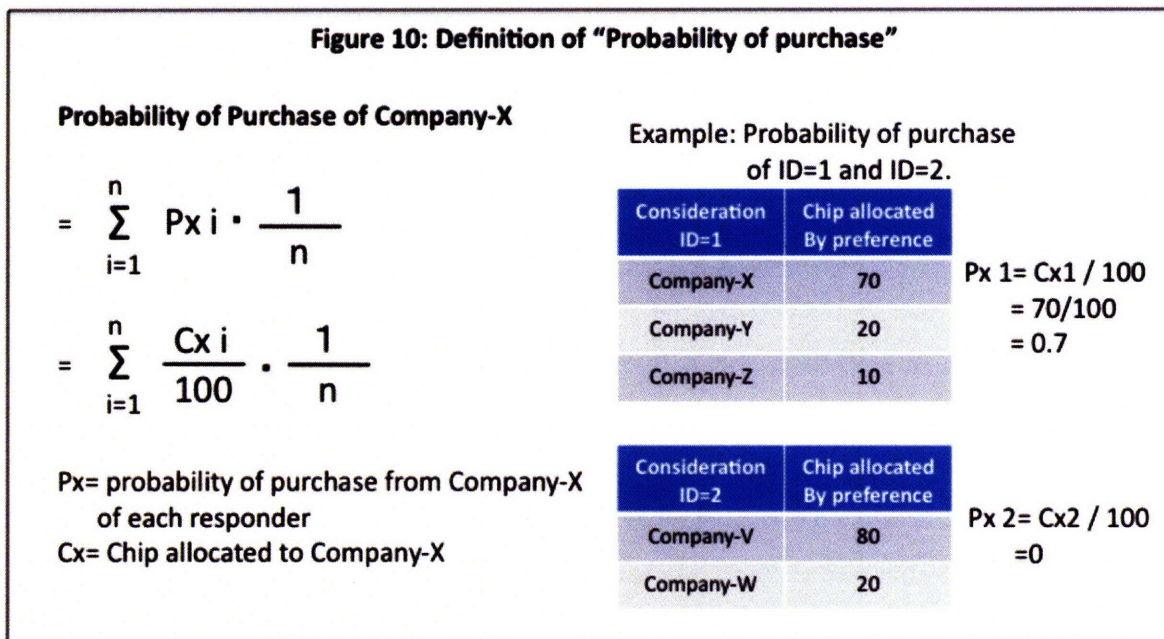 Figure 10: Definition of “Probability of purchase”
Probability of Purchase of Company-X
= n Σ i=1 Px i · 1 / n
= n Σ i=1 Cx i / 100 · 1 / n
Px= probability of purchase from Company-X
of each responder
Cx= Chip allocated to Company-X
Example: Probability of purchase
of ID=1 and ID=2.
Consideration ID=1 Chip allocated By preference
Company-X 70
Company-Y 20
Company-Z 10
Px 1= Cx1 / 100
= 70/100
= 0.7
Consideration ID=2 Chip allocated By preference
Company-V 80
Company-W 20
Px 2= Cx2 / 100
=0